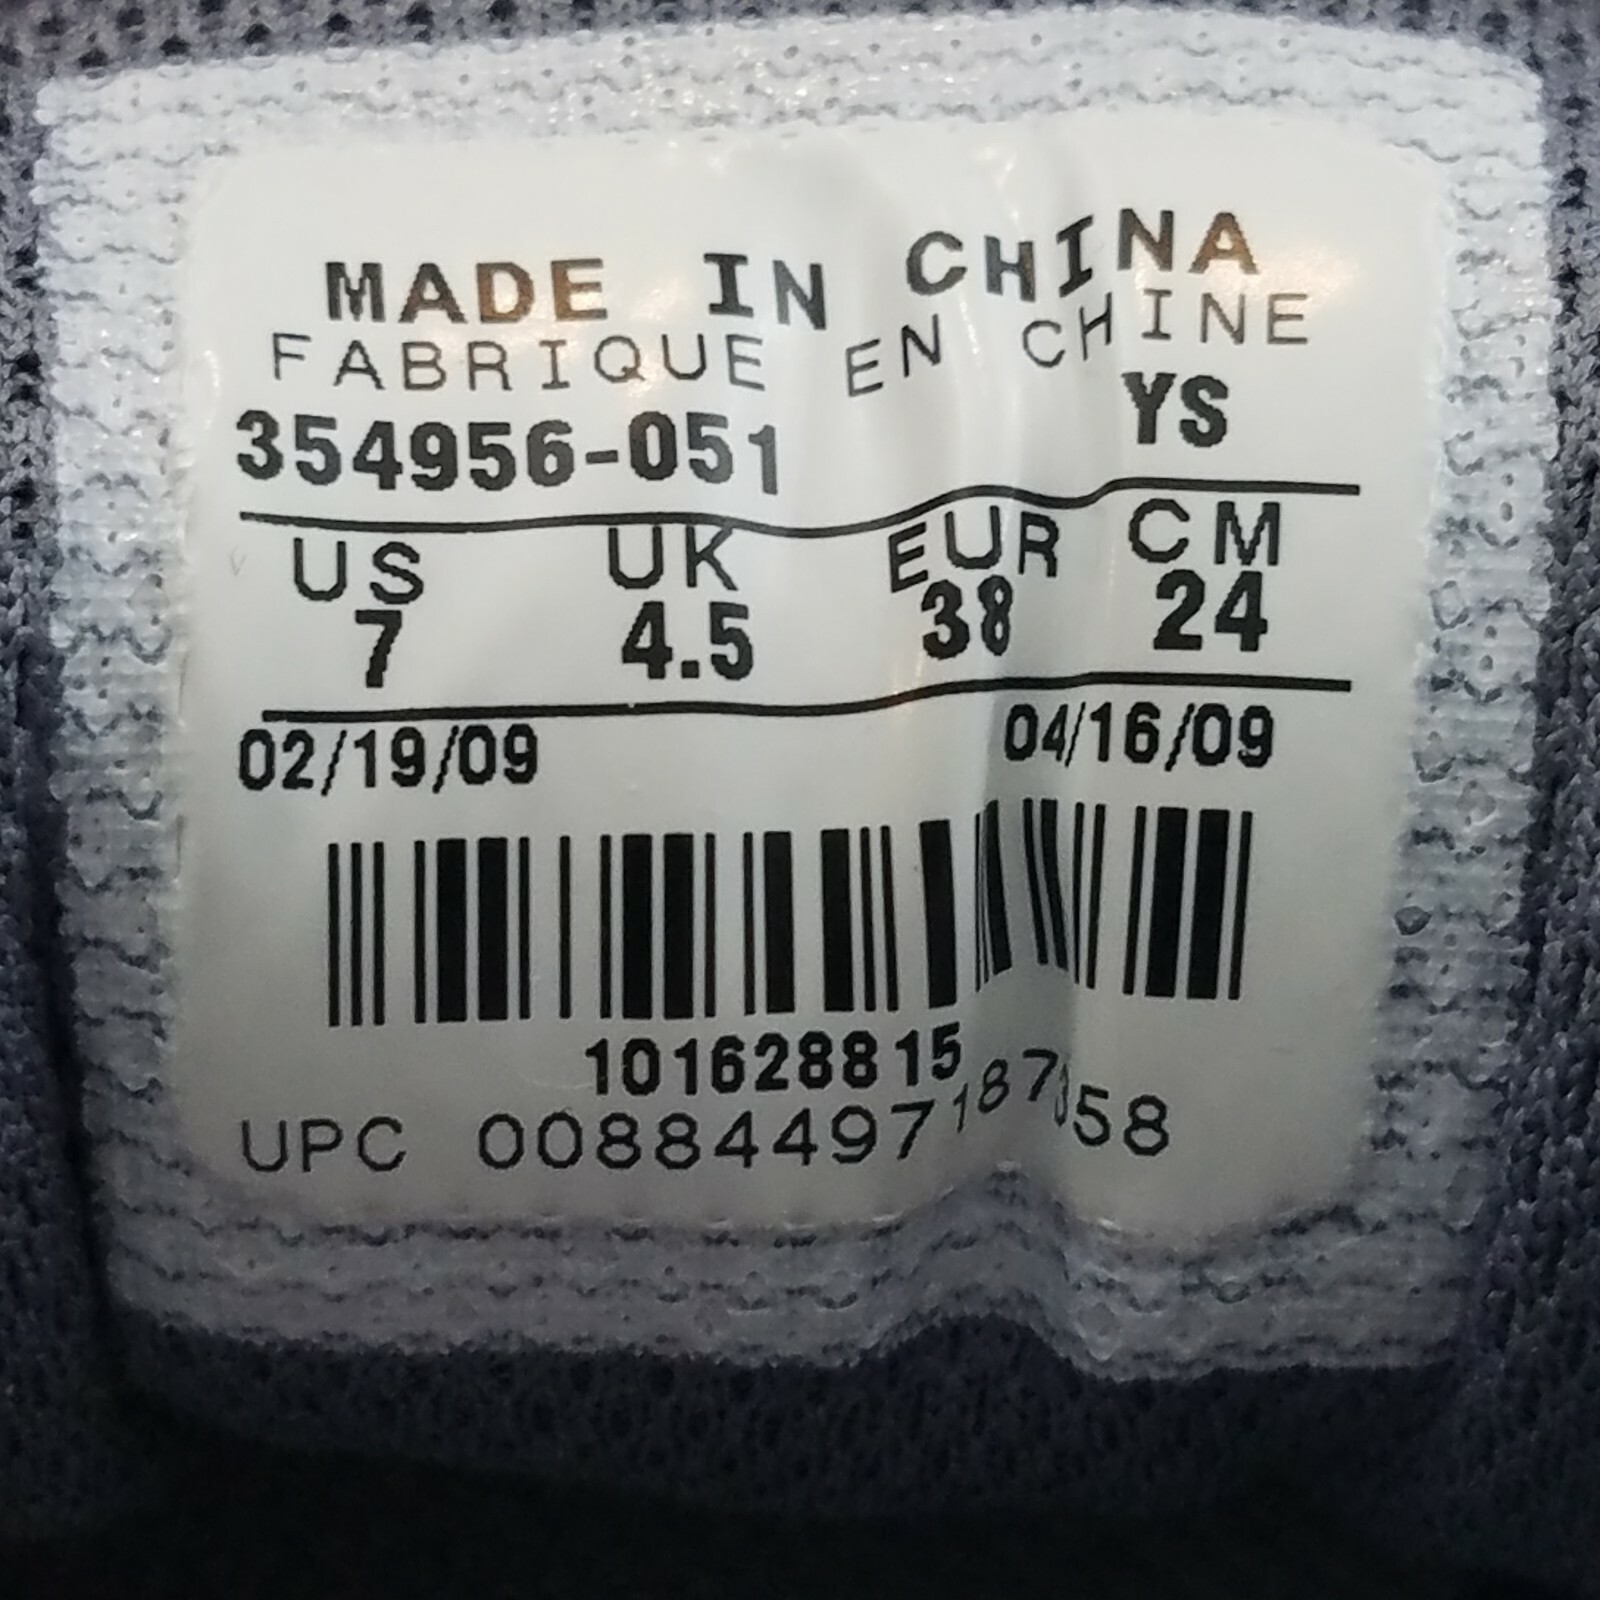 MADE IN CHINA
FABRIQUE EN CHINE
354956-051 YS
US UK EUR CM
7 4.5 38 24
02/19/09 04/16/09
101628815
UPC 00884497187358